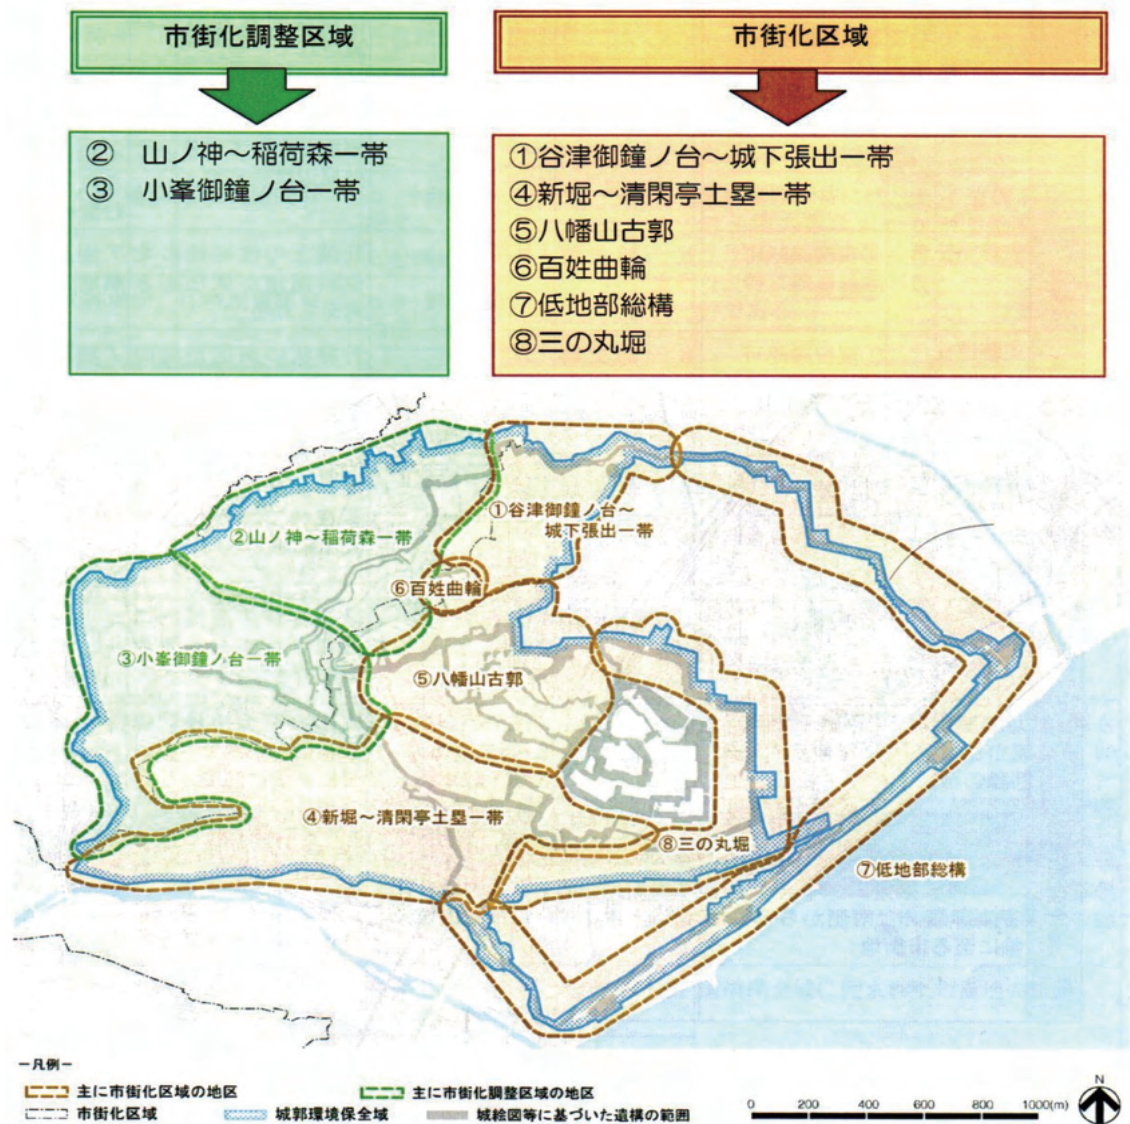 市街化調整区域
市街化区域
② 山ノ神～稲荷森一帯
③ 小峯御鐘ノ台一帯
①谷津御鐘ノ台～城下張出一帯
④新堀～清閑亭土塁一帯
⑤八幡山古郭
⑥百姓曲輪
⑦低地部総構
⑧三の丸堀
①谷津御鐘ノ台～
城下張出一帯
②山ノ神～稲荷森一帯
⑥百姓曲輪
③小峯御鐘ノ台一帯
⑤八幡山古郭
④新堀～清閑亭土塁一帯
⑧三の丸堀
⑦低地部総構
－凡例－
主に市街化区域の地区
主に市街化調整区域の地区
市街化区域
城郭環境保全域
城絵図等に基づいた遺構の範囲
0 200 400 600 800 1000(m)
N